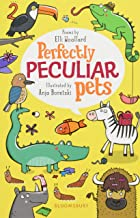 Poems by
Elli Woollard
Perfectly
PECULIAR
pets
Illustrated by
Anja Boretzki
BLOOMSBURY